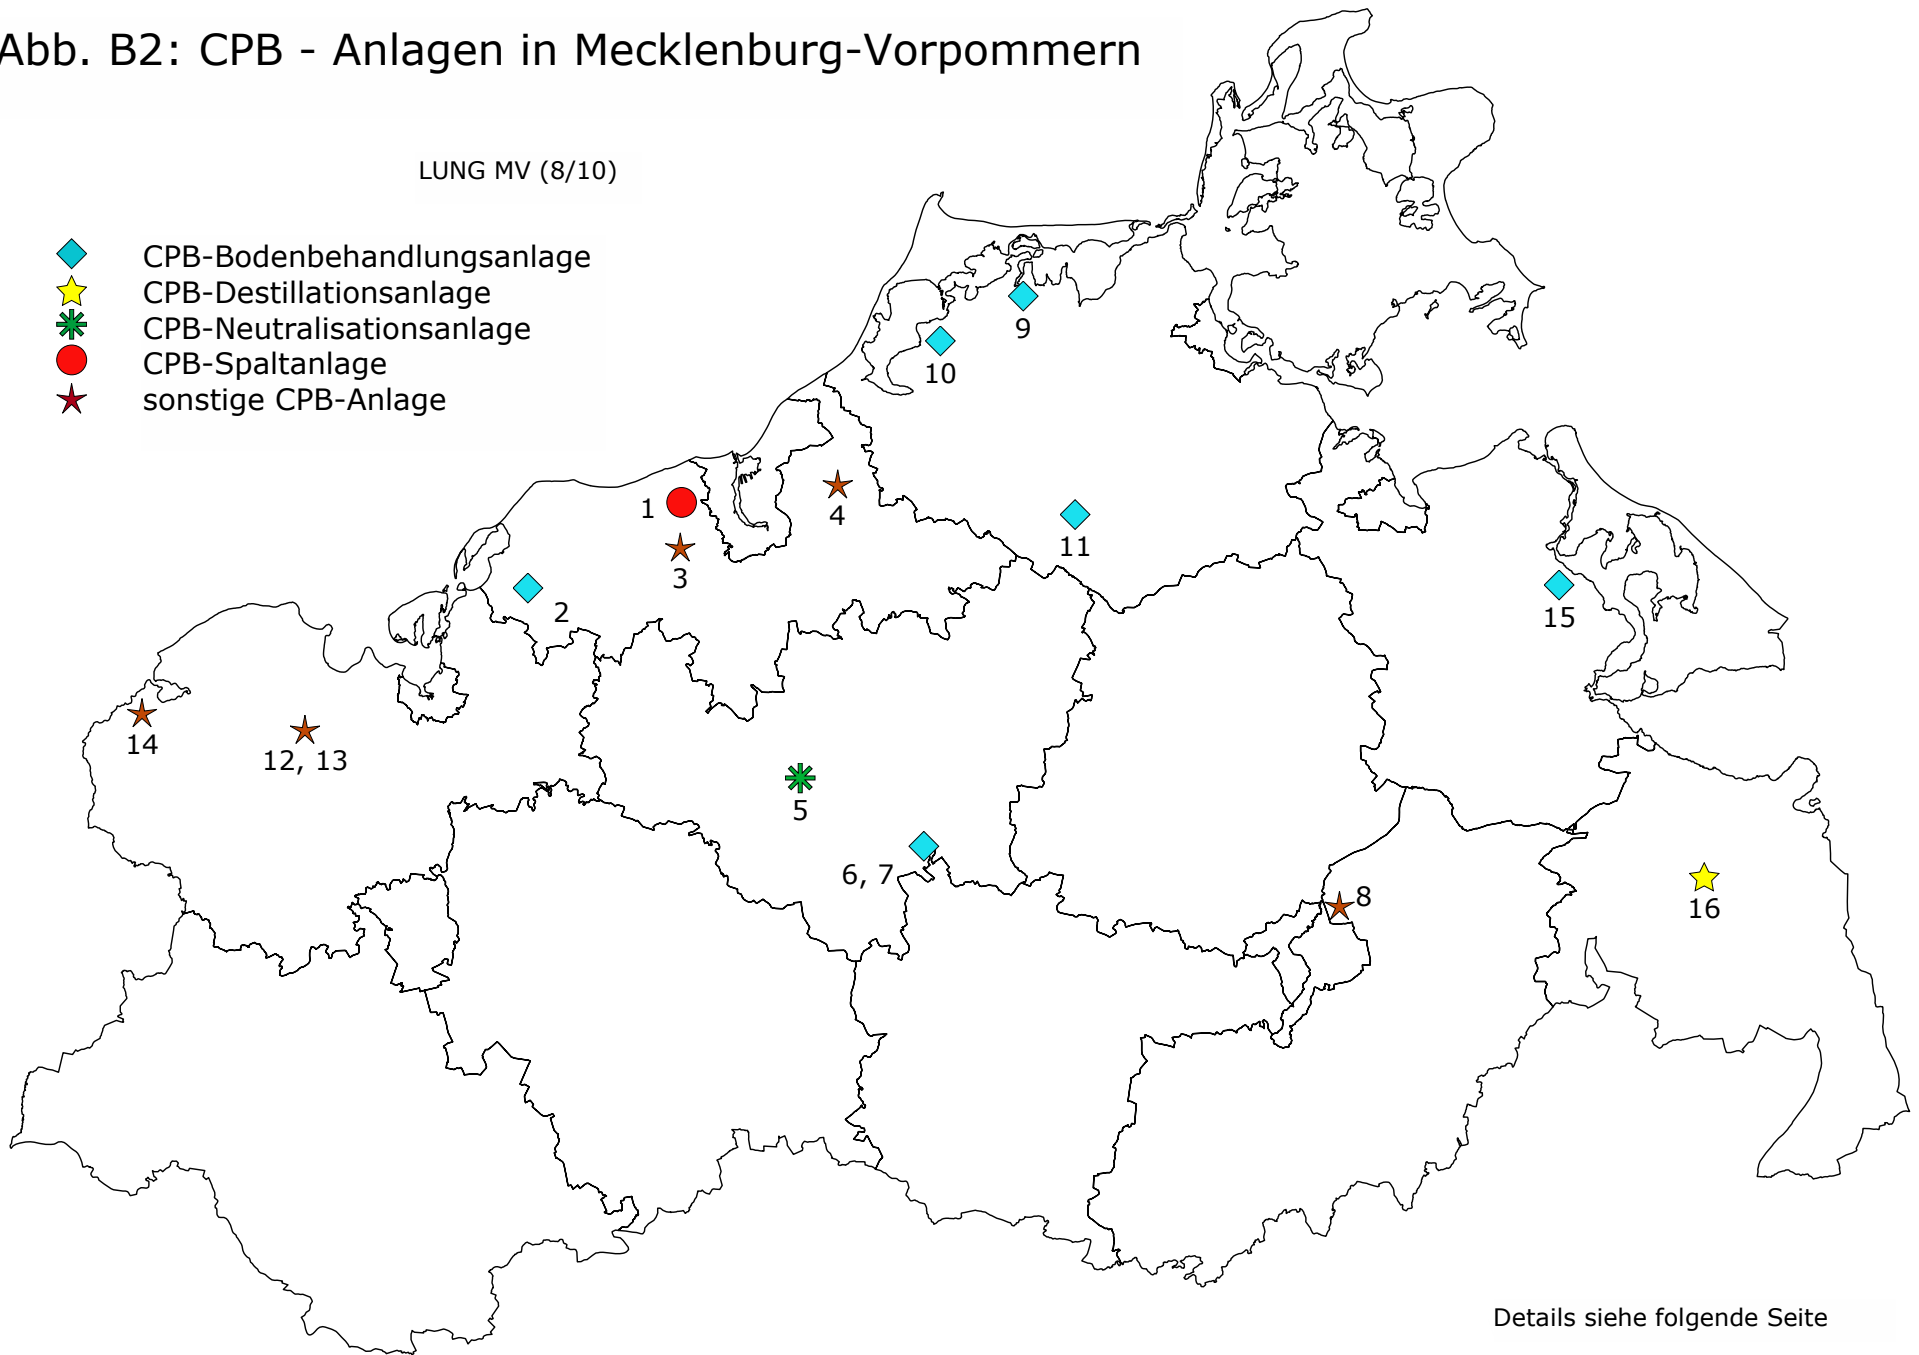 Abb. B2: CPB - Anlagen in Mecklenburg-Vorpommern
LUNG MV (8/10)
CPB-Bodenbehandlungsanlage
CPB-Destillationsanlage
CPB-Neutralisationsanlage
CPB-Spaltanlage
sonstige CPB-Anlage
9
10
1
4
11
3
2
15
14
12, 13
5
6, 7
8
16
Details siehe folgende Seite